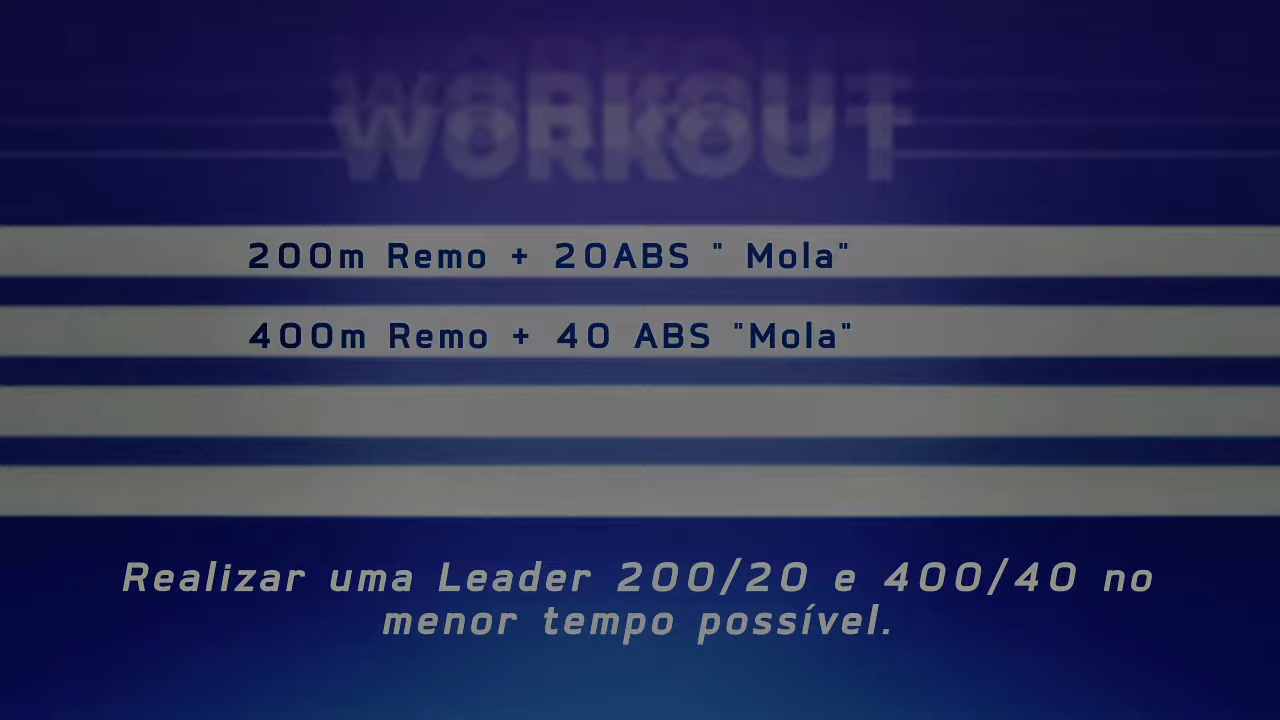 WORKOUT
200m Remo + 20ABS " Mola"
400m Remo + 40 ABS "Mola"
Realizar uma Leader 200/20 e 400/40 no
menor tempo possível.